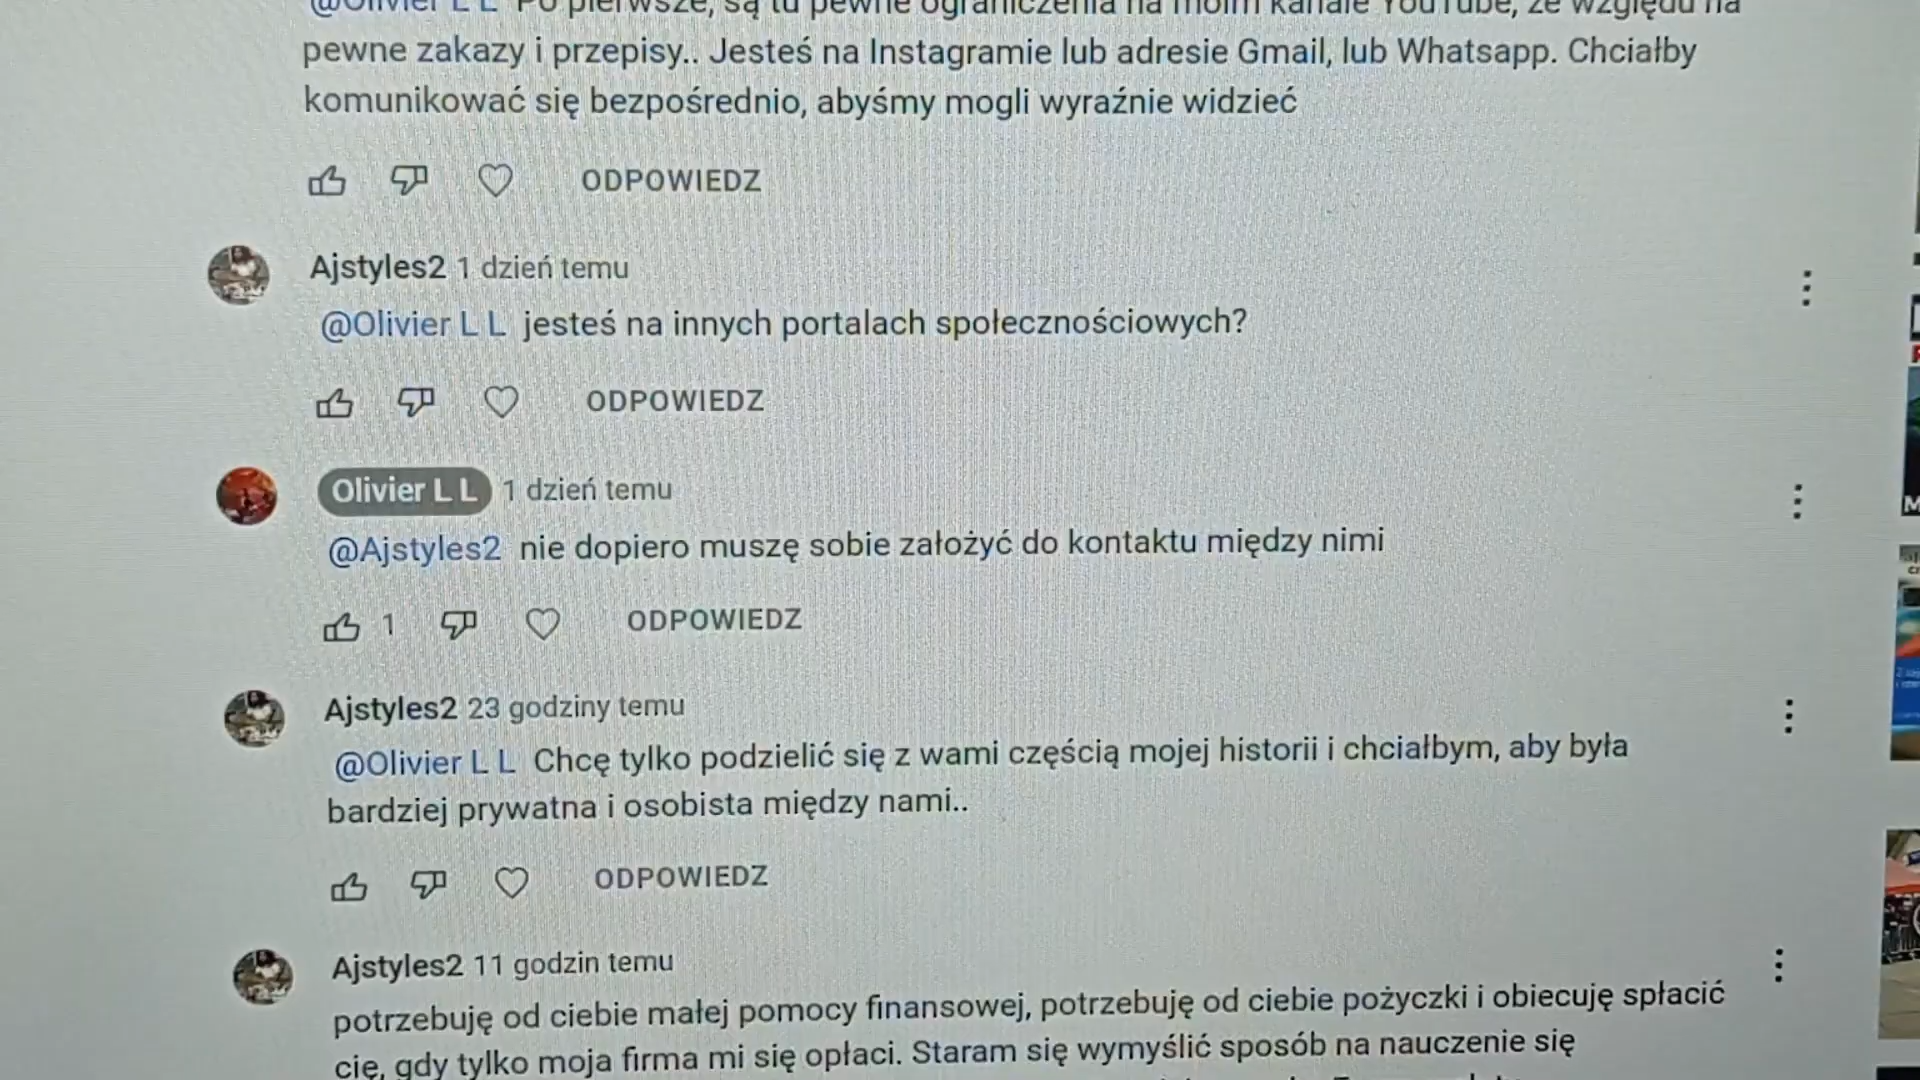 @Olivier L L Po pierwsze, są tu pewne ograniczenia na moim kanale YouTube, ze względu na
pewne zakazy i przepisy.. Jesteś na Instagramie lub adresie Gmail, lub Whatsapp. Chciałby
komunikować się bezpośrednio, abyśmy mogli wyraźnie widzieć
ODPOWIEDZ
Ajstyles2 1 dzień temu
@Olivier L L jesteś na innych portalach społecznościowych?
ODPOWIEDZ
Olivier L L 1 dzień temu
@Ajstyles2 nie dopiero muszę sobie założyć do kontaktu między nimi
1 ODPOWIEDZ
Ajstyles2 23 godziny temu
@Olivier L L Chcę tylko podzielić się z wami częścią mojej historii i chciałbym, aby była
bardziej prywatna i osobista między nami..
ODPOWIEDZ
Ajstyles2 11 godzin temu
potrzebuję od ciebie małej pomocy finansowej, potrzebuję od ciebie pożyczki i obiecuję spłacić
cię, gdy tylko moja firma mi się opłaci. Staram się wymyślić sposób na nauczenie się